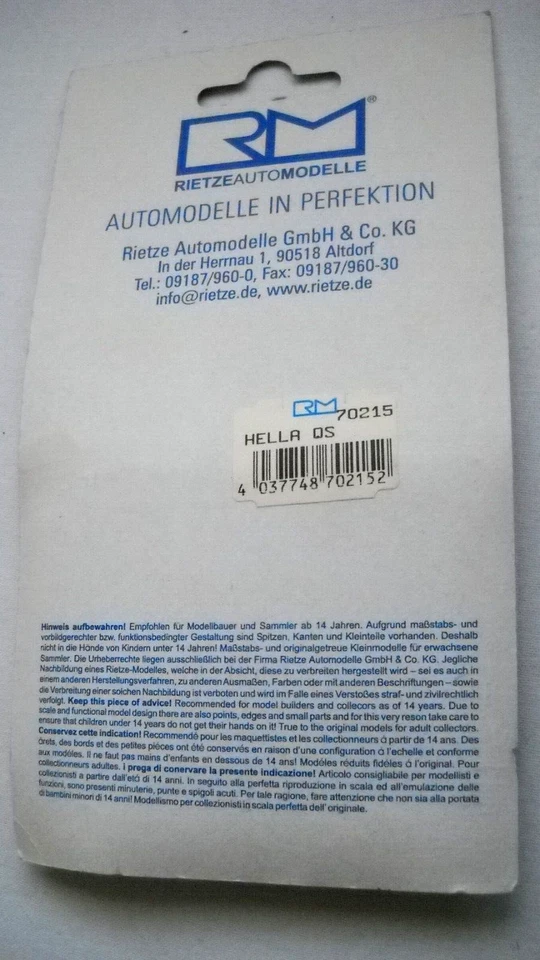 RM®
RIETZEAUTOMODELLE
AUTOMODELLE IN PERFEKTION
Rietze Automodelle GmbH & Co. KG
In der Herrnau 1, 90518 Altdorf
Tel.: 09187/960-0, Fax: 09187/960-30
info@rietze.de, www.rietze.de
RM 70215
HELLA QS
4 037748 702152
Hinweis aufbewahren! Empfohlen für Modellbauer und Sammler ab 14 Jahren. Aufgrund maßstabs- und
vorbildgerechter bzw. funktionsbedingter Gestaltung sind Spitzen, Kanten und Kleinteile vorhanden. Deshalb
nicht in die Hände von Kindern unter 14 Jahren! Maßstabs- und originalgetreue Kleinmodelle für erwachsene
Sammler. Die Urheberrechte liegen ausschließlich bei der Firma Rietze Automodelle GmbH & Co. KG. Jegliche
Nachbildung eines Rietze-Modelles, welche in der Absicht, diese zu verbreiten hergestellt wird – sei es auch in
einem anderen Herstellungsverfahren, zu anderen Ausmaßen, Farben oder mit anderen Beschriftungen – sowie
die Verbreitung einer solchen Nachbildung ist verboten und wird im Falle eines Verstoßes straf- und zivilrechtlich
verfolgt. Keep this piece of advice! Recommended for model builders and collecors as of 14 years. Due to
scale and functional model design there are also points, edges and small parts and for this very reson take care to
ensure that children under 14 years do not get their hands on it! True to the original models for adult collectors.
Conservez cette indication! Recommendé pour les maquettistes et les collectionneurs à partir de 14 ans. Des
órets, des bords et des petites pièces ont été conservés en raison d'une configuration à l'echelle et conforme
aux modèles. Il ne faut pas mains d'enfants en dessous de 14 ans! Modèles réduits fidèles à l'original. Pour
collectionneurs adultes. i prega di conervare la presente indicazione! Articolo consigliabile per modellisti e
collezionisti a partire dall'etó di 14 anni. In seguito alla perfetta riproduzione in scala ed all'emulazione delle
funzioni, sono presenti minuterie, punte e spigoli acuti. Per tale ragione, fare attenzione che non sia alla portata
di bambini minori di 14 anni! Modellismo per collezionisti in scala perfetta dell'originale.